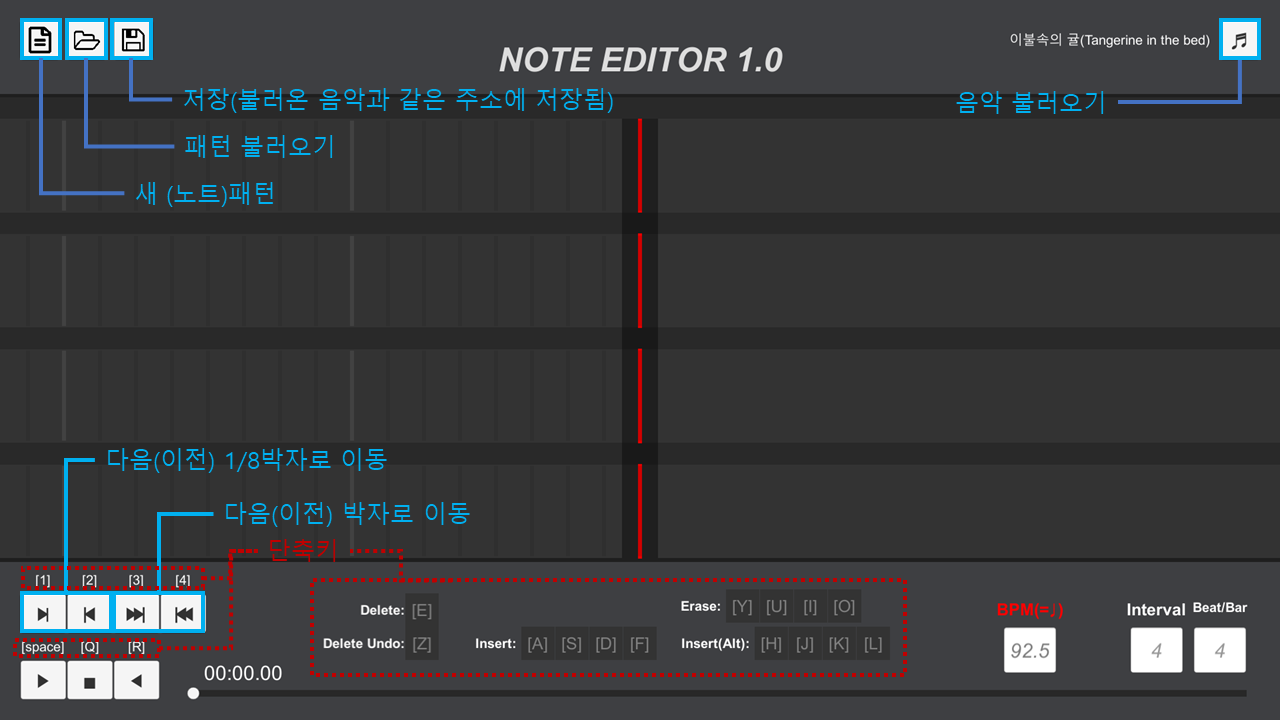 이불속의 귤(Tangerine in the bed)
NOTE EDITOR 1.0
저장(불러온 음악과 같은 주소에 저장됨)
음악 불러오기
패턴 불러오기
새 (노트)패턴
다음(이전) 1/8박자로 이동
다음(이전) 박자로 이동
단축키
[1] [2] [3] [4]
[space] [Q] [R]
00:00.00
Delete: [E]
Delete Undo: [Z]
Insert: [A] [S] [D] [F]
Erase: [Y] [U] [I] [O]
Insert(Alt): [H] [J] [K] [L]
BPM(=♩)
92.5
Interval
4
Beat/Bar
4